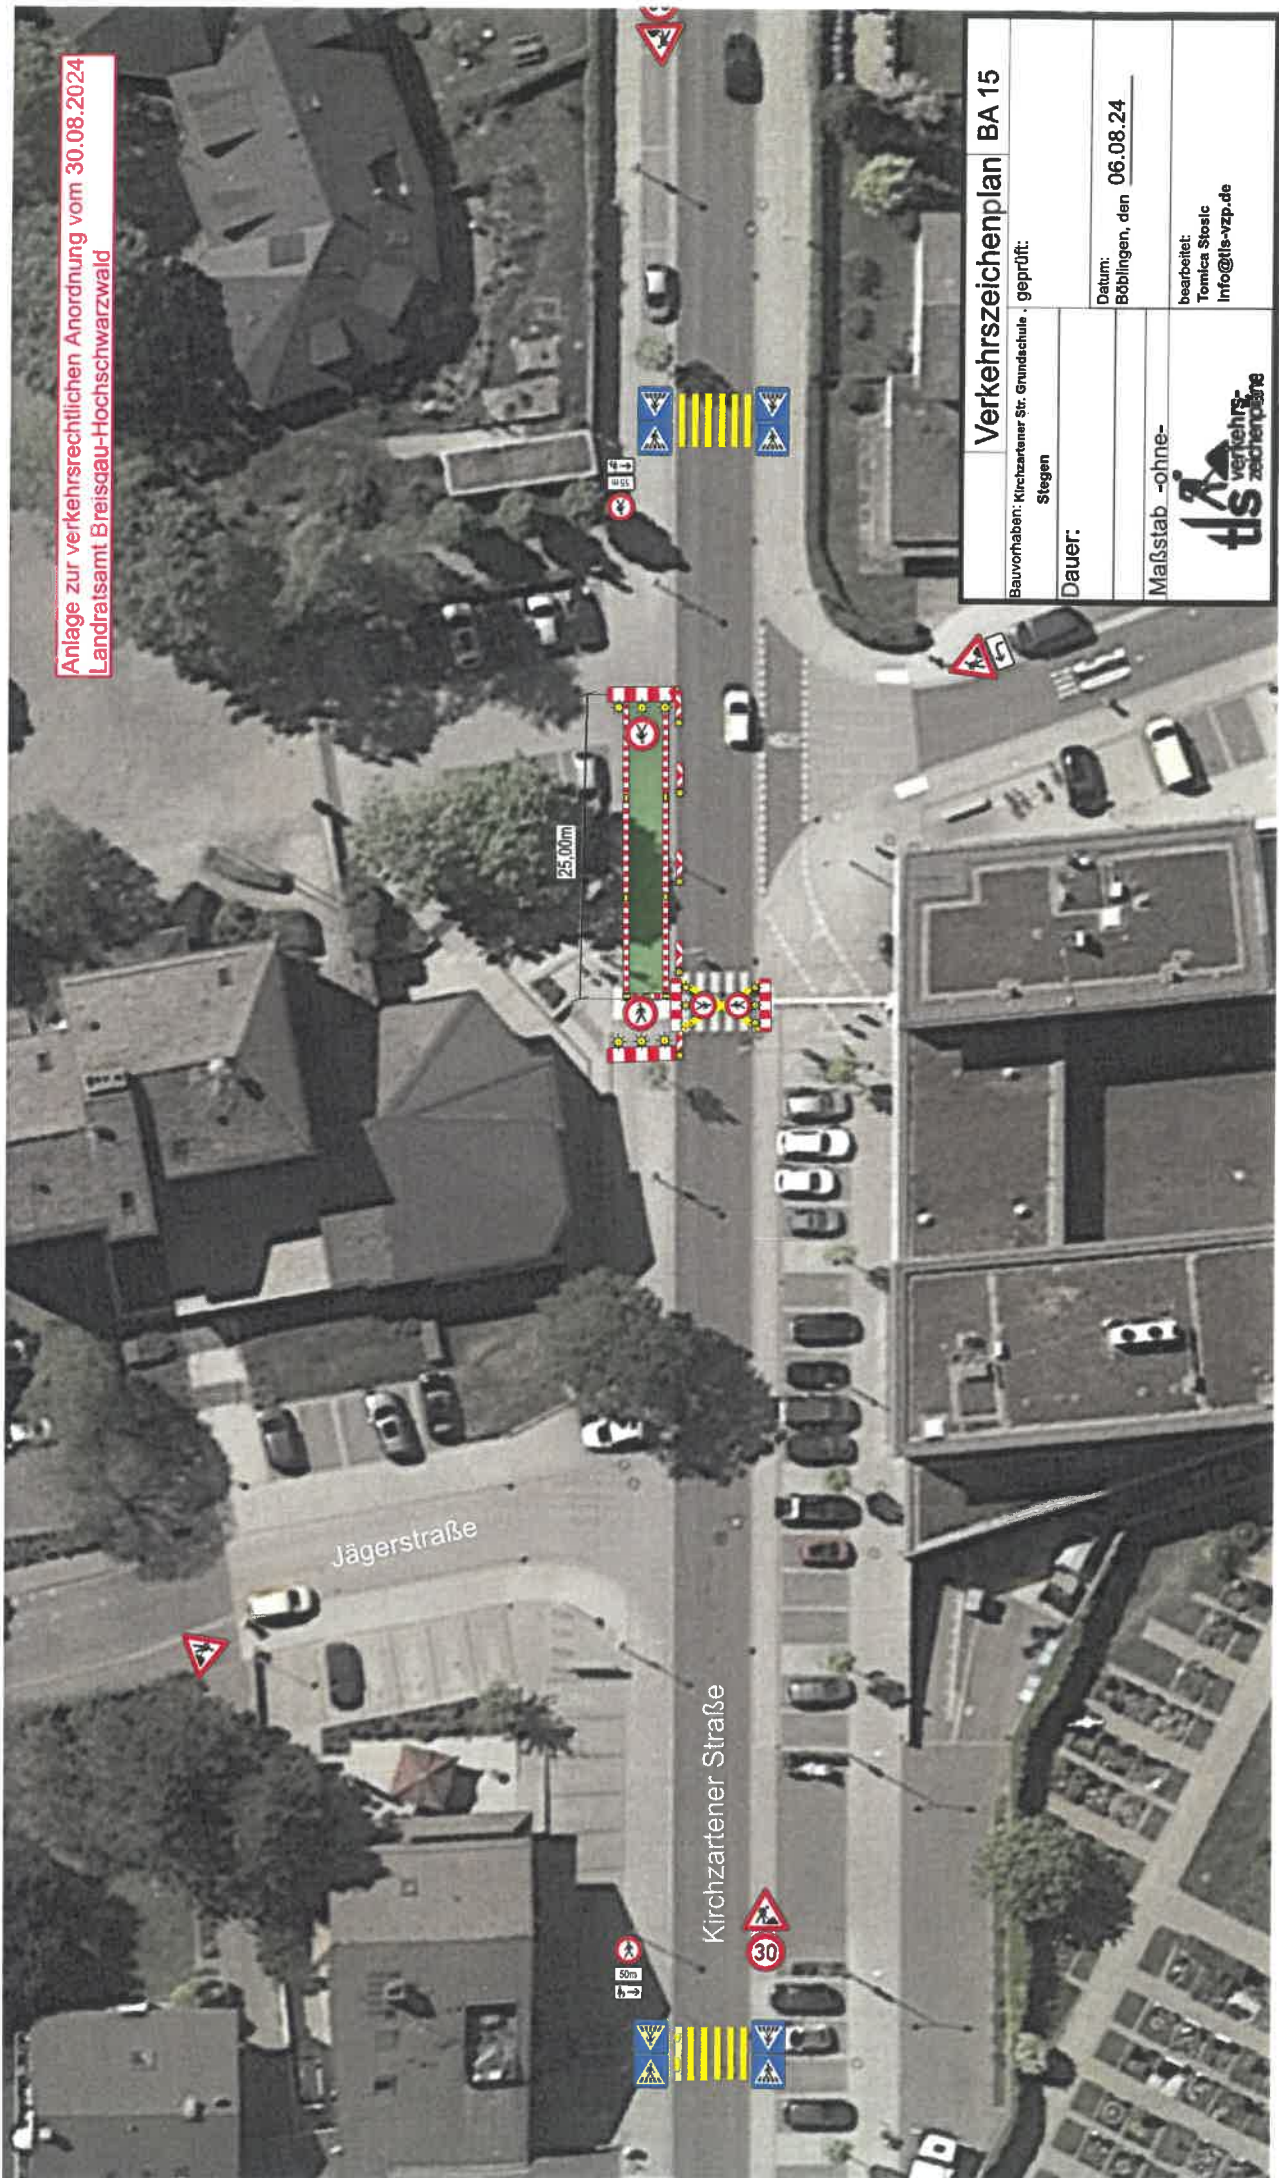 Anlage zur verkehrsrechtlichen Anordnung vom 30.08.2024
Landratsamt Breisgau-Hochschwarzwald
Verkehrszeichenplan BA 15
Bauvorhaben: Kirchzartener Str. Grundschule .
Stegen
geprüft:
Dauer:
Datum:
Böblingen, den 06.08.24
Maßstab -ohne-
bearbeitet:
Tomica Stosic
Info@tls-vzp.de
tls verkehrs-
zeichenpläne
15m
25,00m
Jägerstraße
Kirchzartener Straße
50m
30